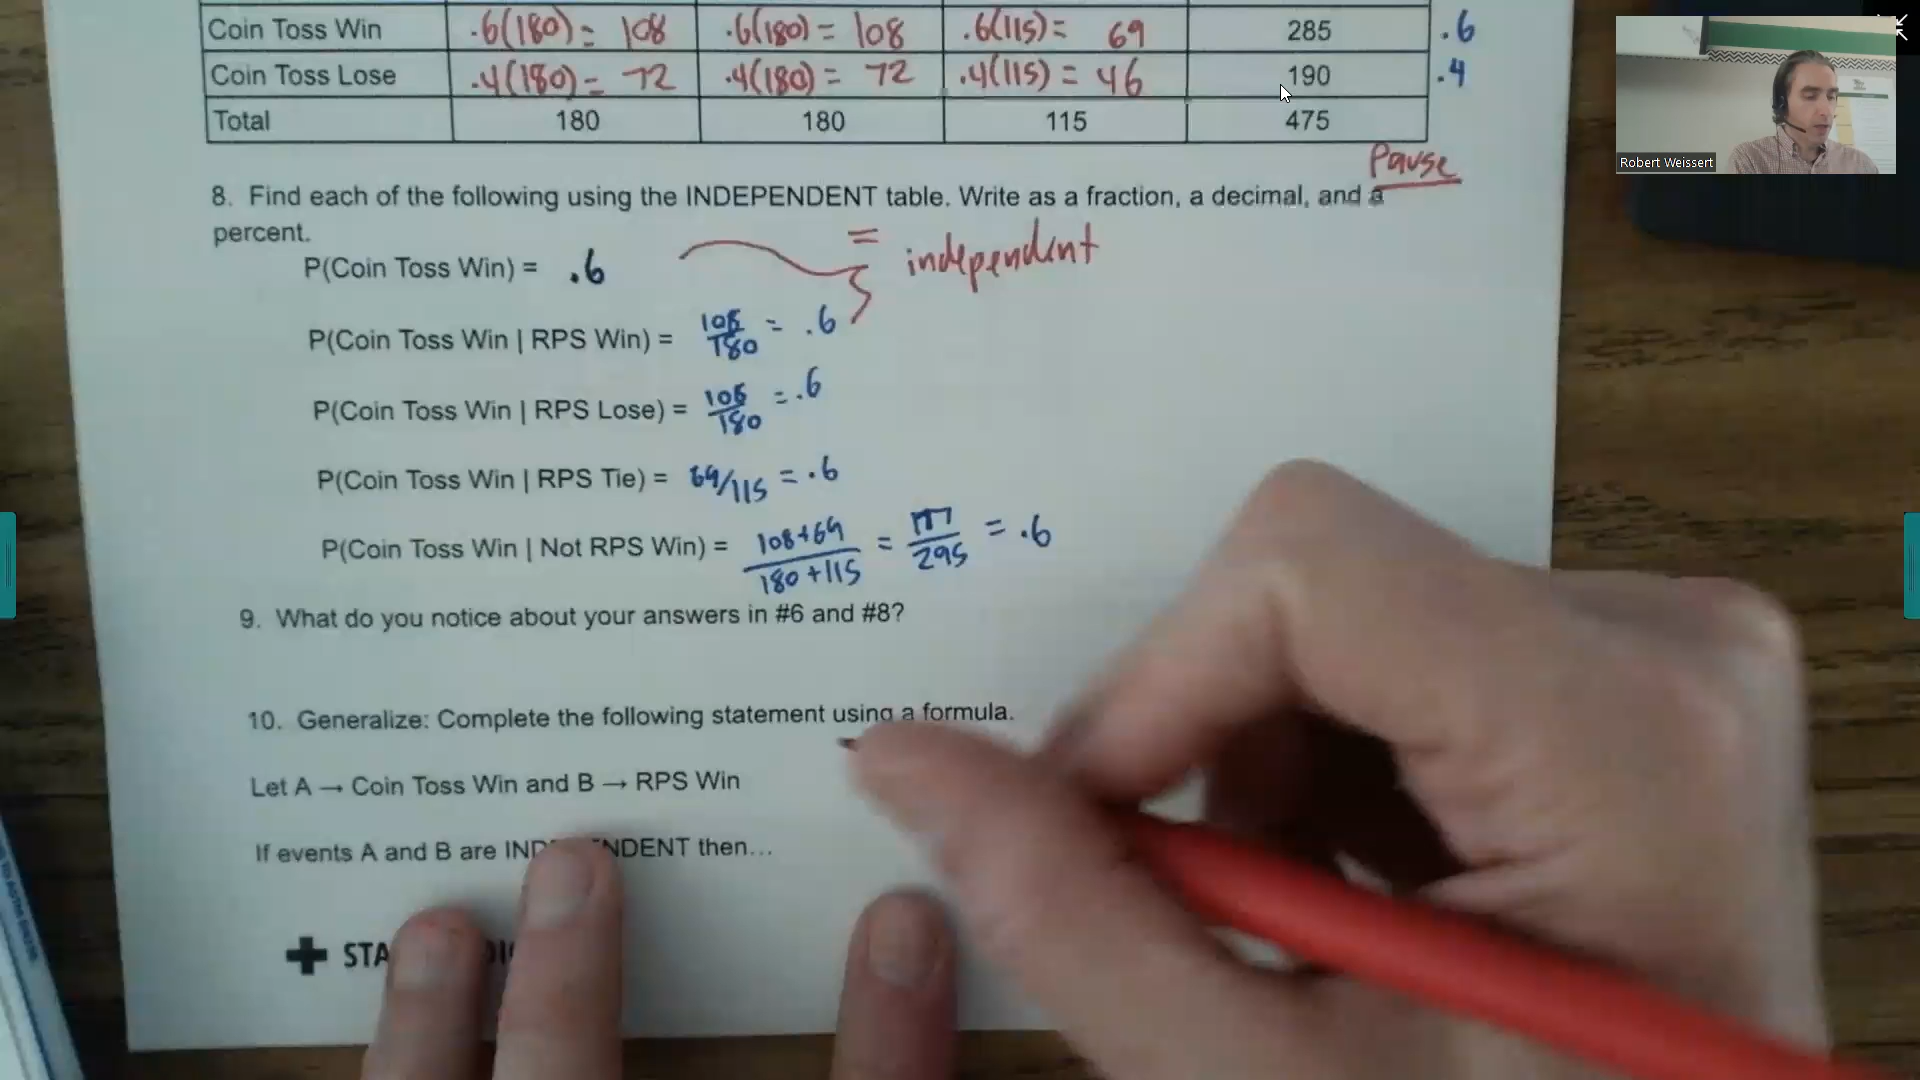 Coin Toss Win .6(180) = 108 .6(180) = 108 .6(115) = 69 285 .6
Coin Toss Lose .4(180) = 72 .4(180) = 72 .4(115) = 46 190 .4
Total 180 180 115 475
Robert Weissert
Pause
8. Find each of the following using the INDEPENDENT table. Write as a fraction, a decimal, and a
percent.
= independent
P(Coin Toss Win) = .6
P(Coin Toss Win | RPS Win) = 108/180 = .6
P(Coin Toss Win | RPS Lose) = 108/180 = .6
P(Coin Toss Win | RPS Tie) = 69/115 = .6
P(Coin Toss Win | Not RPS Win) = 108+69/180+115 = 177/295 = .6
9. What do you notice about your answers in #6 and #8?
10. Generalize: Complete the following statement using a formula.
Let A → Coin Toss Win and B → RPS Win
If events A and B are INDEPENDENT then...